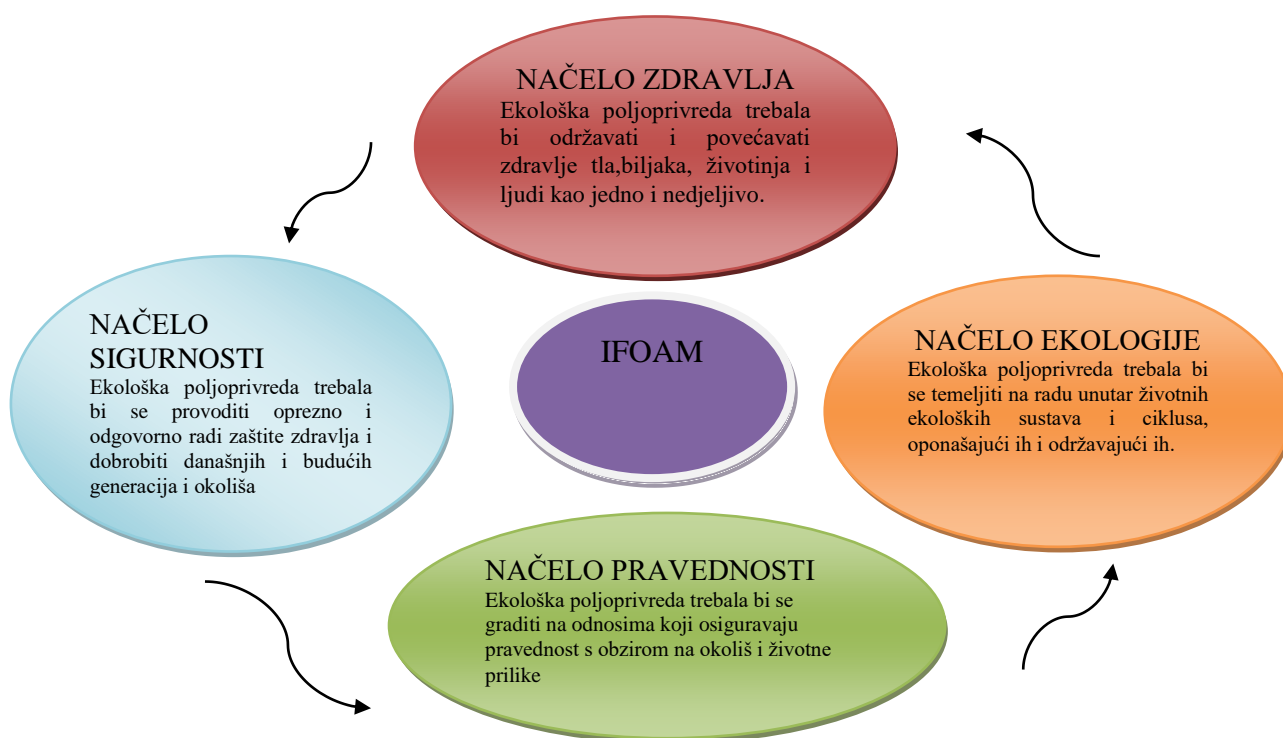 NAČELO ZDRAVLJA
Ekološka poljoprivreda trebala
bi održavati i povećavati
zdravlje tla,biljaka, životinja i
ljudi kao jedno i nedjeljivo.
NAČELO
SIGURNOSTI
Ekološka poljoprivreda trebala
bi se provoditi oprezno i
odgovorno radi zaštite zdravlja i
dobrobiti današnjih i budućih
generacija i okoliša
IFOAM
NAČELO EKOLOGIJE
Ekološka poljoprivreda trebala bi
se temeljiti na radu unutar životnih
ekoloških sustava i ciklusa,
oponašajući ih i održavajući ih.
NAČELO PRAVEDNOSTI
Ekološka poljoprivreda trebala bi se
graditi na odnosima koji osiguravaju
pravednost s obzirom na okoliš i životne
prilike